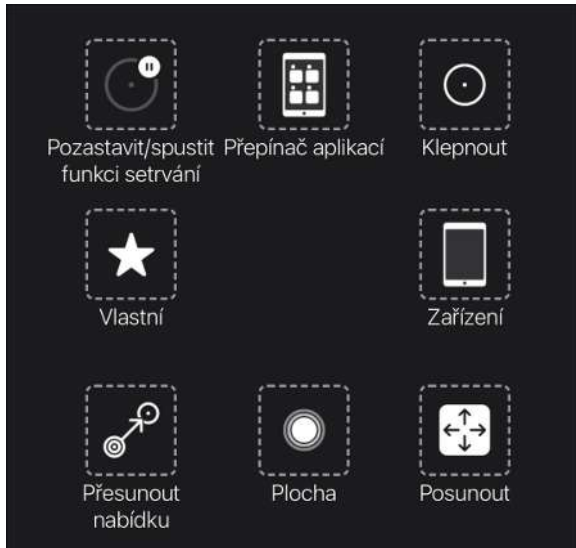 Pozastavit/spustit Přepínač aplikací Klepnout
funkci setrvání
Vlastní Zařízení
Přesunout Plocha Posunout
nabídku